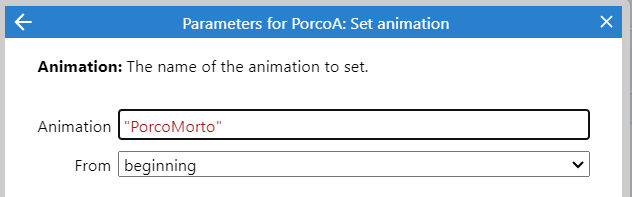 Parameters for PorcoA: Set animation
Animation: The name of the animation to set.
Animation "PorcoMorto"
From beginning